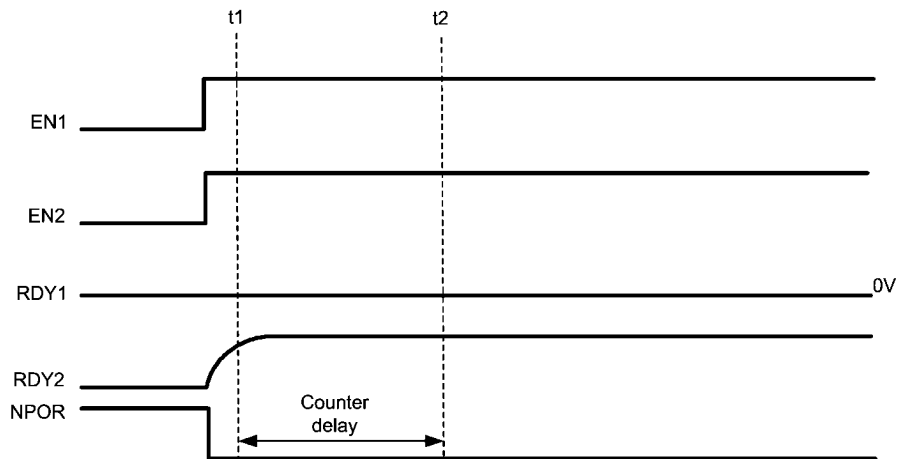 t1
t2
EN1
EN2
RDY1
0V
RDY2
NPOR
Counter
delay